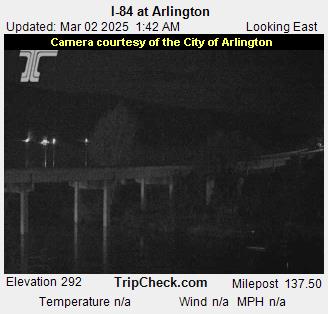 I-84 at Arlington
Updated: Mar 02 2025 1:42 AM Looking East
Camera courtesy of the City of Arlington
Elevation 292 TripCheck.com Milepost 137.50
Temperature n/a Wind n/a MPH n/a